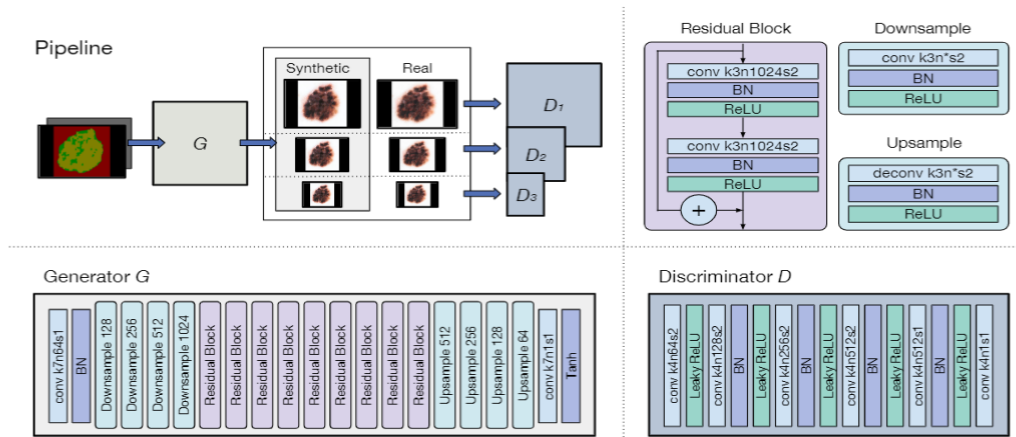 Pipeline
Synthetic
Real
G
D1
D2
D3
Residual Block
conv k3n1024s2
BN
ReLU
conv k3n1024s2
BN
ReLU
+
Downsample
conv k3n*s2
BN
ReLU
Upsample
deconv k3n*s2
BN
ReLU
Generator G
conv k7n64s1
BN
Downsample 128
Downsample 256
Downsample 512
Downsample 1024
Residual Block
Residual Block
Residual Block
Residual Block
Residual Block
Residual Block
Residual Block
Residual Block
Residual Block
Upsample 512
Upsample 256
Upsample 128
Upsample 64
conv k7n1s1
Tanh
Discriminator D
conv k4n64s2
Leaky ReLU
conv k4n128s2
BN
Leaky ReLU
conv k4n256s2
BN
Leaky ReLU
conv k4n512s2
BN
Leaky ReLU
conv k4n512s1
BN
Leaky ReLU
conv k4n1s1